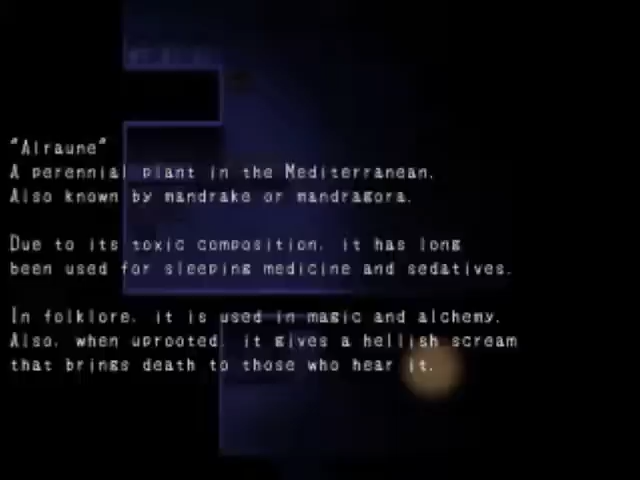 "Alraune"
A perennial plant in the Mediterranean.
Also known by mandrake or mandragora.
Due to its toxic composition, it has long
been used for sleeping medicine and sedatives.
In folklore, it is used in magic and alchemy.
Also, when uprooted, it gives a hellish scream
that brings death to those who hear it.